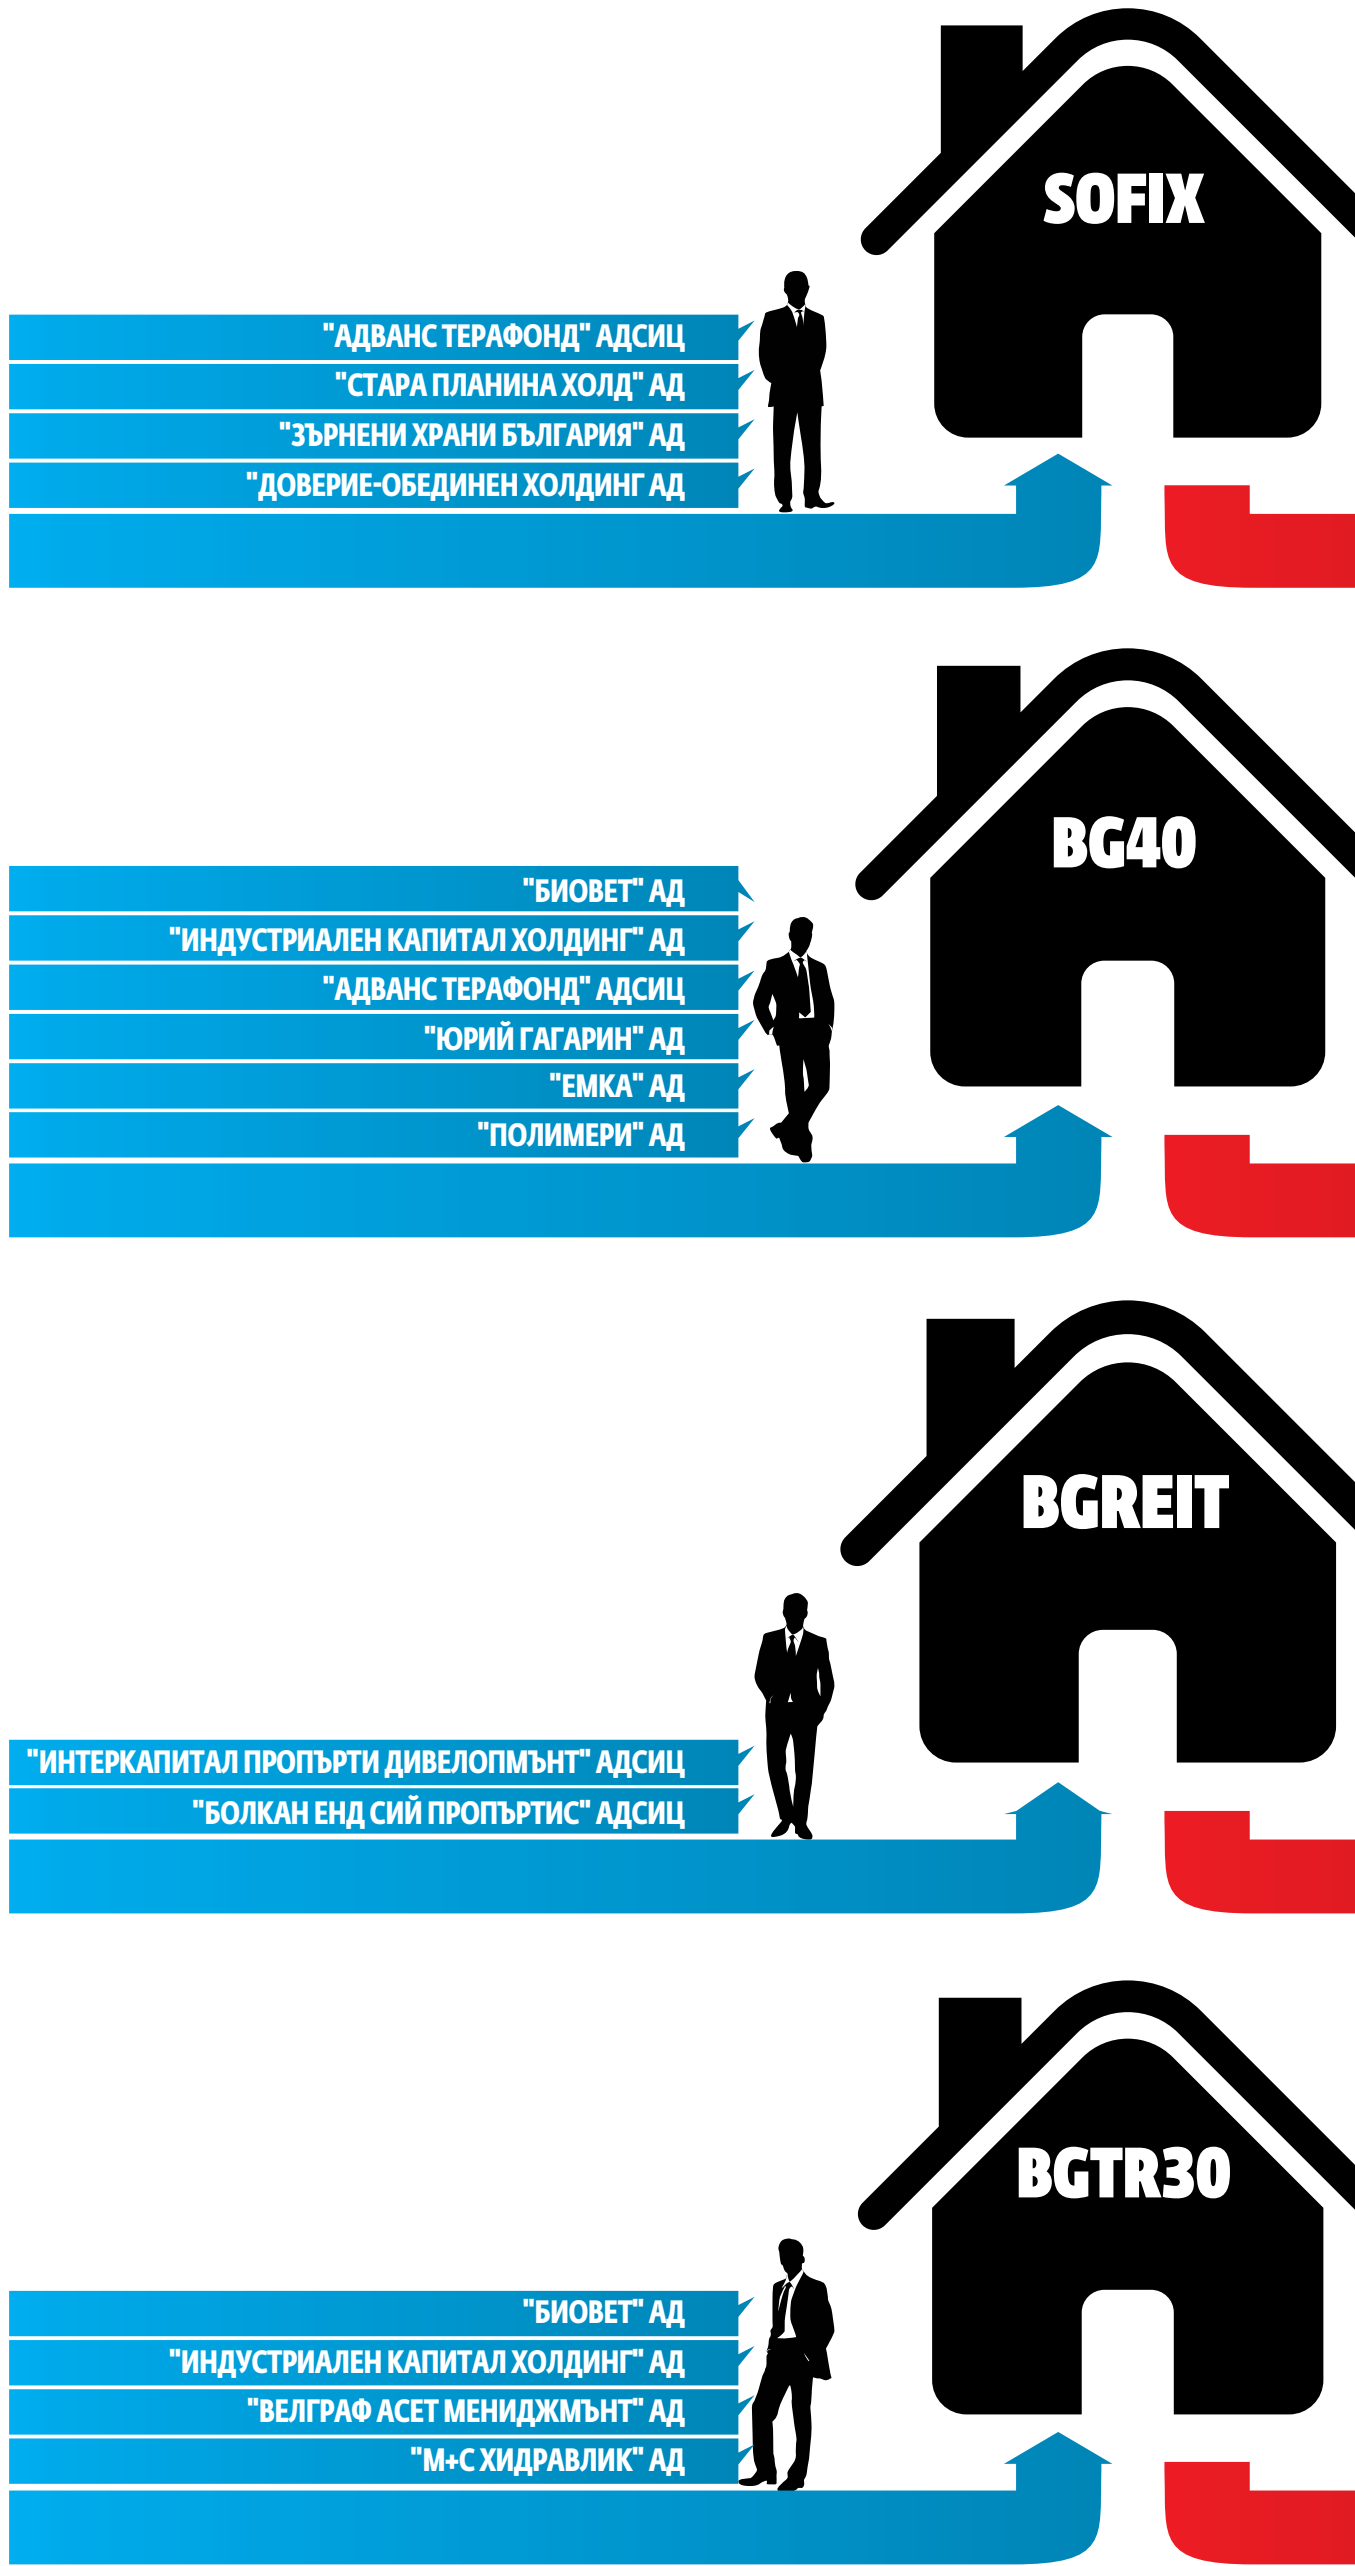 SOFIX
"АДВАНС ТЕРАФОНД" АДСИЦ
"СТАРА ПЛАНИНА ХОЛД" АД
"ЗЪРНЕНИ ХРАНИ БЪЛГАРИЯ" АД
"ДОВЕРИЕ-ОБЕДИНЕН ХОЛДИНГ АД
BG40
"БИОВЕТ" АД
"ИНДУСТРИАЛЕН КАПИТАЛ ХОЛДИНГ" АД
"АДВАНС ТЕРАФОНД" АДСИЦ
"ЮРИЙ ГАГАРИН" АД
"ЕМКА" АД
"ПОЛИМЕРИ" АД
BGREIT
"ИНТЕРКАПИТАЛ ПРОПЪРТИ ДИВЕЛОПМЪНТ" АДСИЦ
"БОЛКАН ЕНД СИЙ ПРОПЪРТИС" АДСИЦ
BGTR30
"БИОВЕТ" АД
"ИНДУСТРИАЛЕН КАПИТАЛ ХОЛДИНГ" АД
"ВЕЛГРАФ АСЕТ МЕНИДЖМЪНТ" АД
"М+С ХИДРАВЛИК" АД